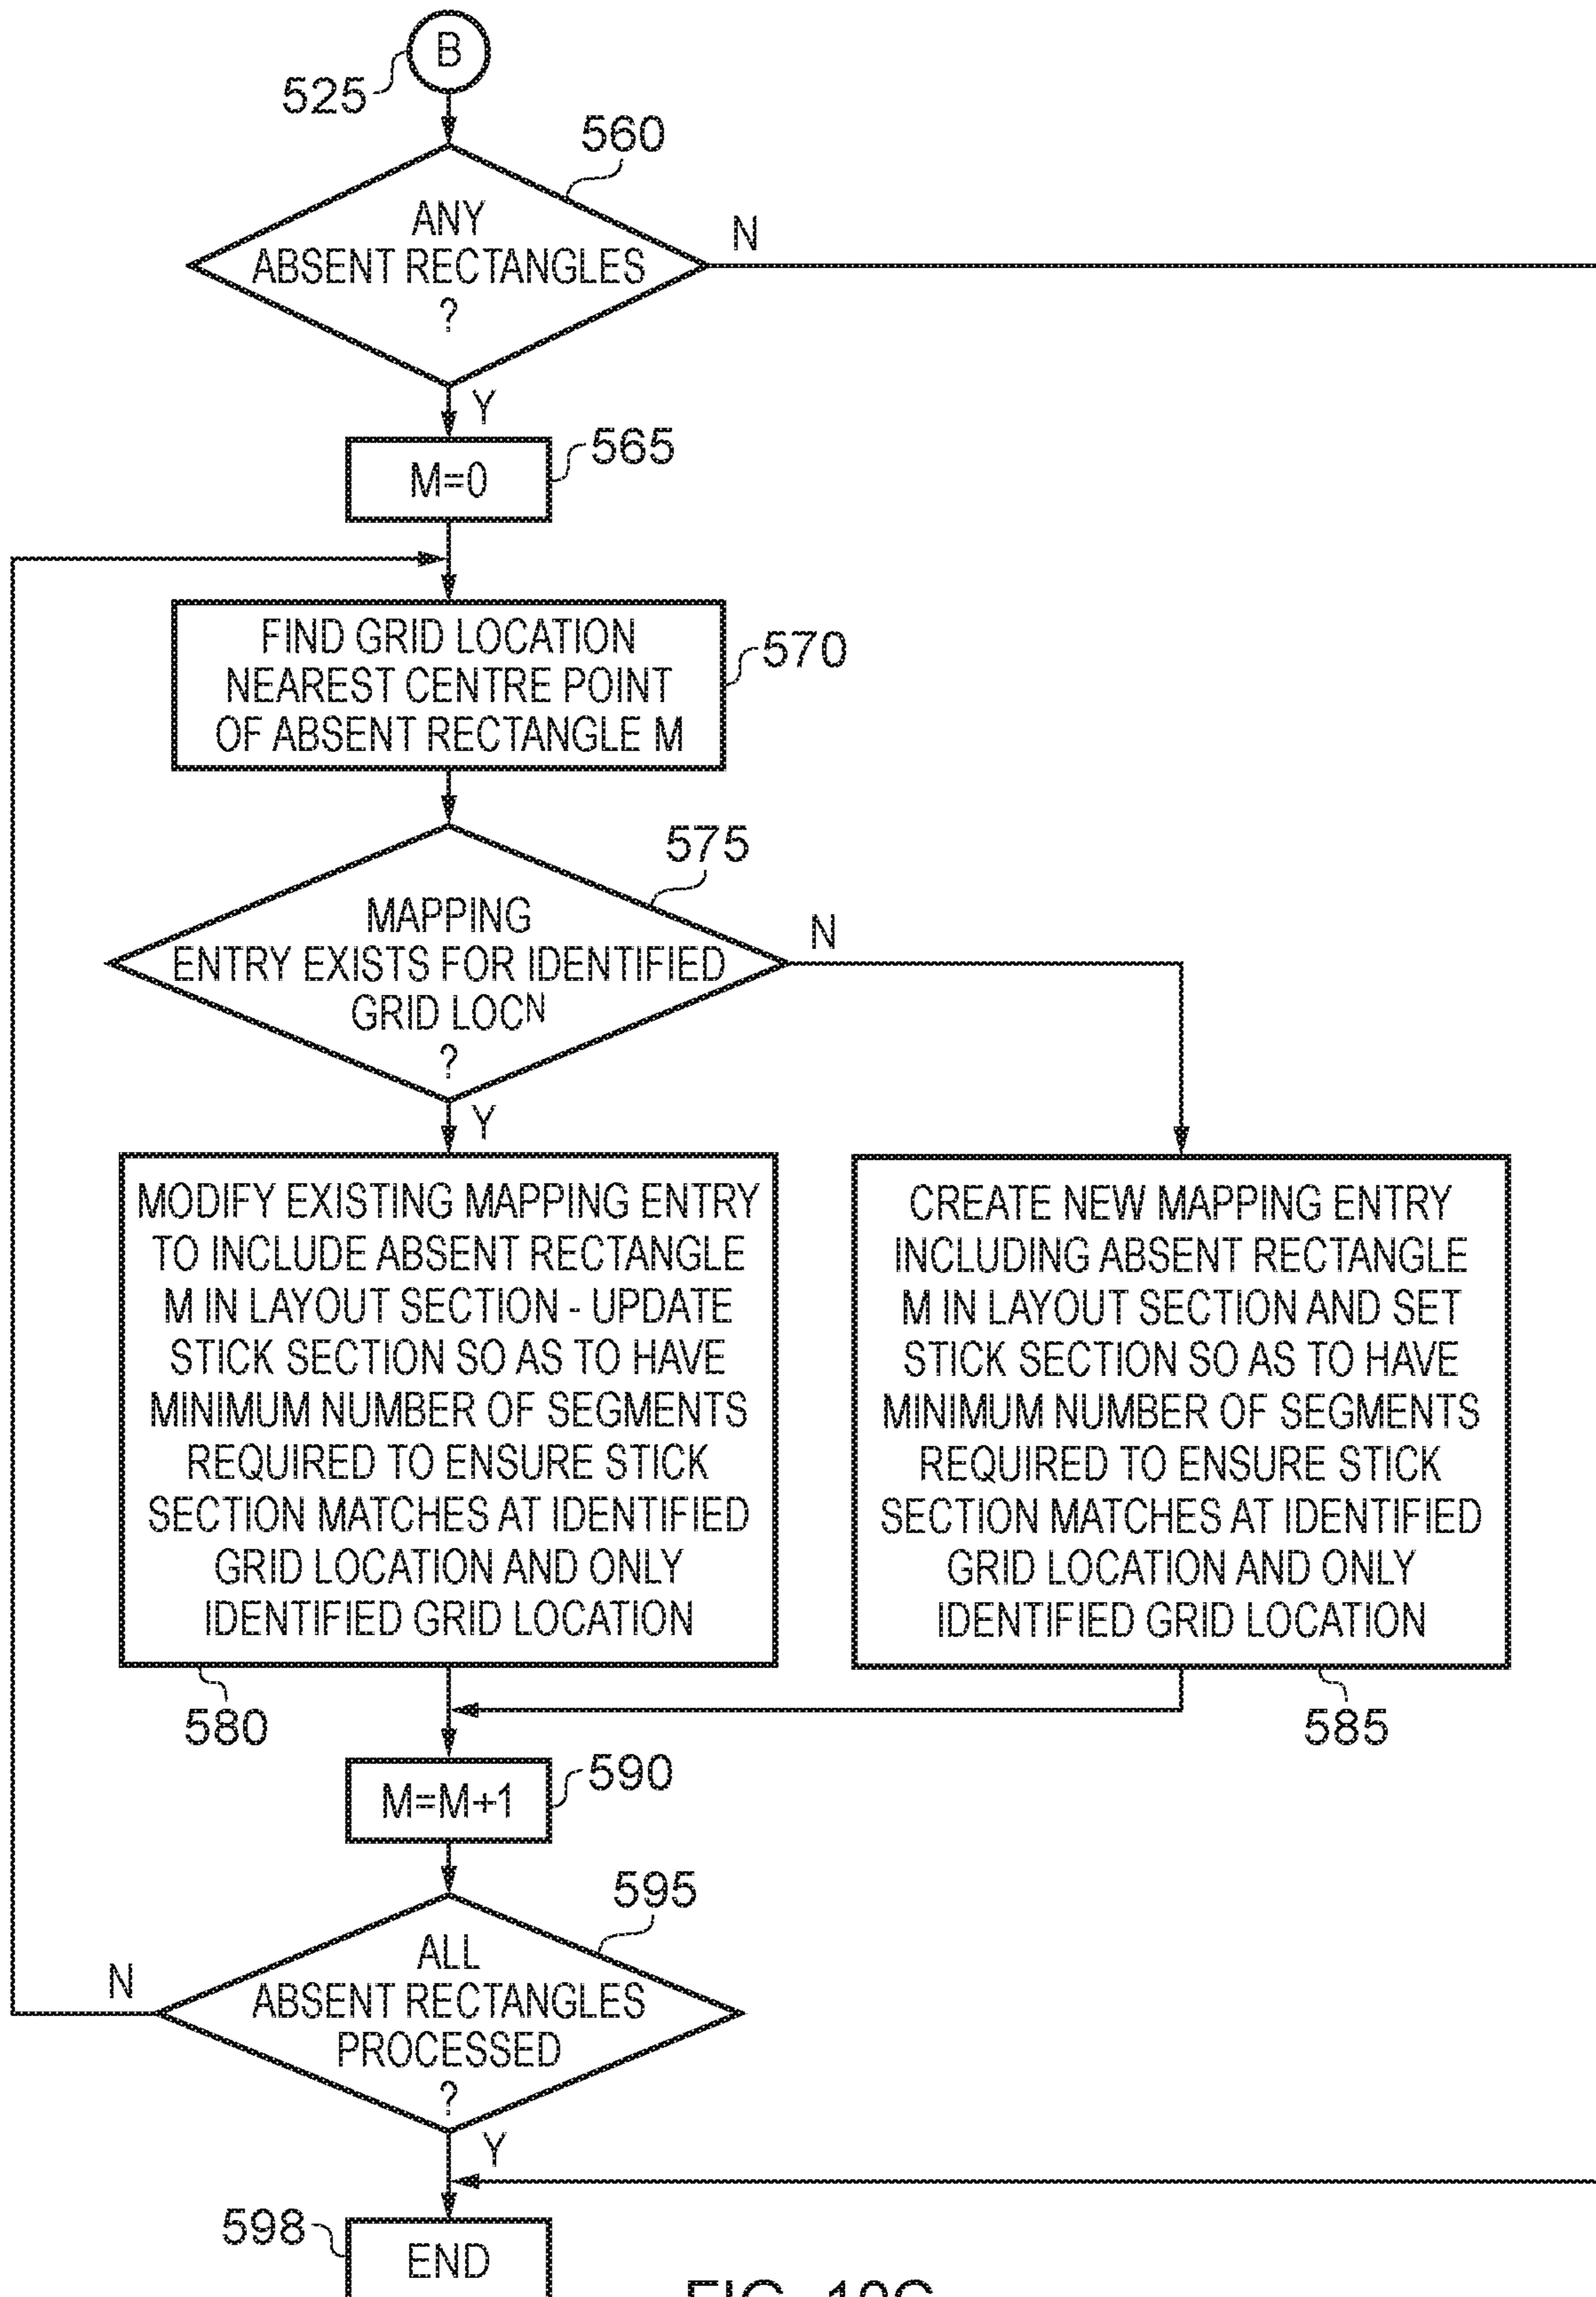 B
525
560
ANY
ABSENT RECTANGLES
?
N
Y
565
M=0
FIND GRID LOCATION
NEAREST CENTRE POINT
OF ABSENT RECTANGLE M
570
575
MAPPING
ENTRY EXISTS FOR IDENTIFIED
GRID LOCᴺ
?
N
Y
MODIFY EXISTING MAPPING ENTRY
TO INCLUDE ABSENT RECTANGLE
M IN LAYOUT SECTION - UPDATE
STICK SECTION SO AS TO HAVE
MINIMUM NUMBER OF SEGMENTS
REQUIRED TO ENSURE STICK
SECTION MATCHES AT IDENTIFIED
GRID LOCATION AND ONLY
IDENTIFIED GRID LOCATION
580
CREATE NEW MAPPING ENTRY
INCLUDING ABSENT RECTANGLE
M IN LAYOUT SECTION AND SET
STICK SECTION SO AS TO HAVE
MINIMUM NUMBER OF SEGMENTS
REQUIRED TO ENSURE STICK
SECTION MATCHES AT IDENTIFIED
GRID LOCATION AND ONLY
IDENTIFIED GRID LOCATION
585
M=M+1
590
595
ALL
ABSENT RECTANGLES
PROCESSED
?
N
Y
598
END